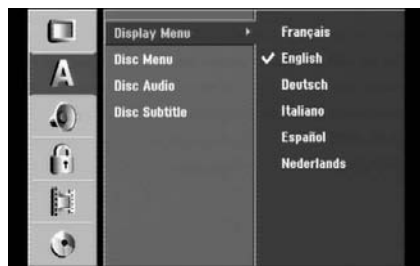 A
Display Menu
Disc Menu
Disc Audio
Disc Subtitle
Français
English
Deutsch
Italiano
Español
Nederlands